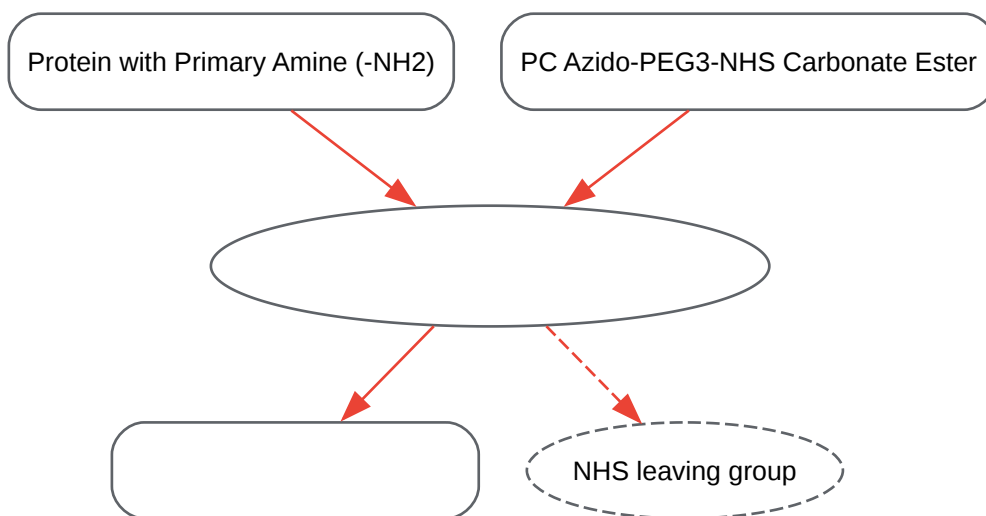 Protein with Primary Amine (-NH2)
PC Azido-PEG3-NHS Carbonate Ester
NHS leaving group